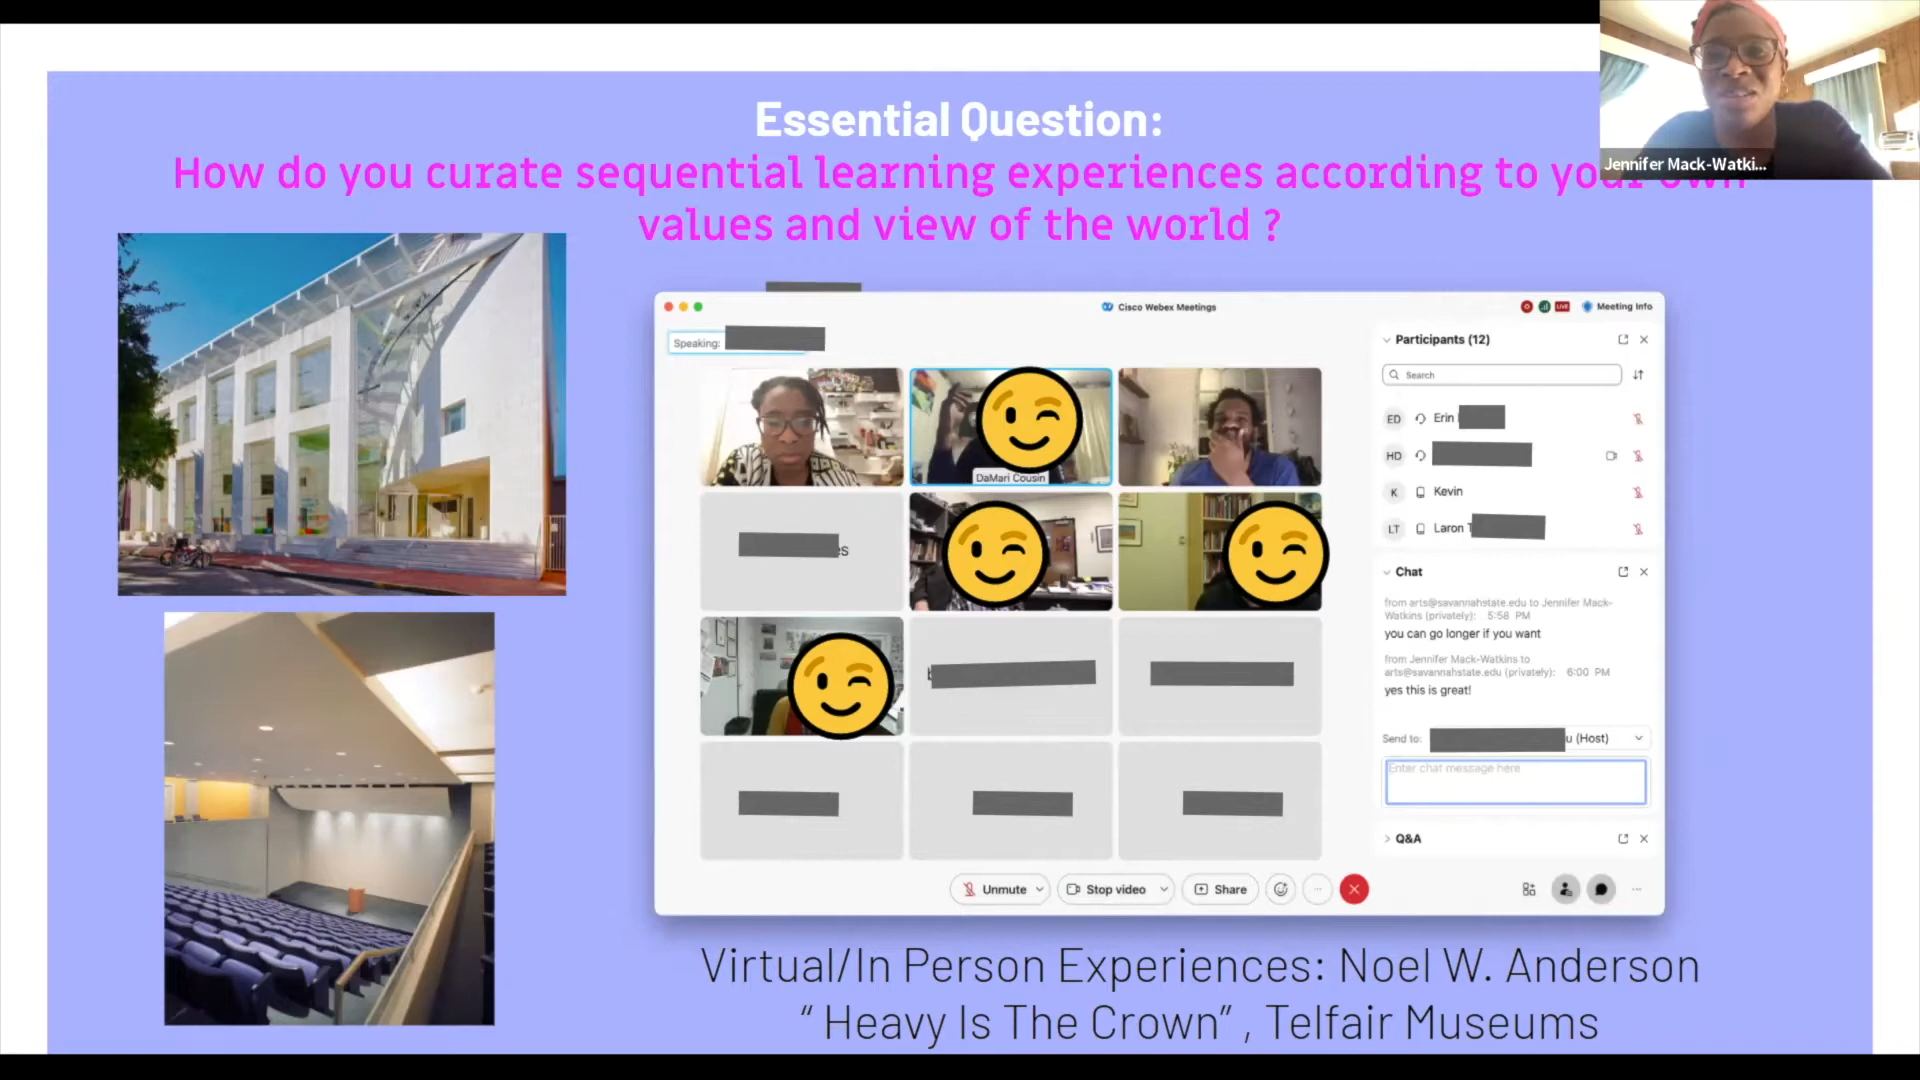 Essential Question:
How do you curate sequential learning experiences according to your own
values and view of the world ?
Jennifer Mack-Watki...
Cisco Webex Meetings
LIVE
Meeting Info
Speaking:
Participants (12)
Search
DaMari Cousin
ED Erin
HD
K Kevin
LT Laron T
s
Chat
from arts@savannahstate.edu to Jennifer Mack-
Watkins (privately): 5:58 PM
you can go longer if you want
from Jennifer Mack-Watkins to
arts@savannahstate.edu (privately): 6:00 PM
yes this is great!
Send to: u (Host)
Enter chat message here
Q&A
Unmute
Stop video
Share
Virtual/In Person Experiences: Noel W. Anderson
“ Heavy Is The Crown” , Telfair Museums